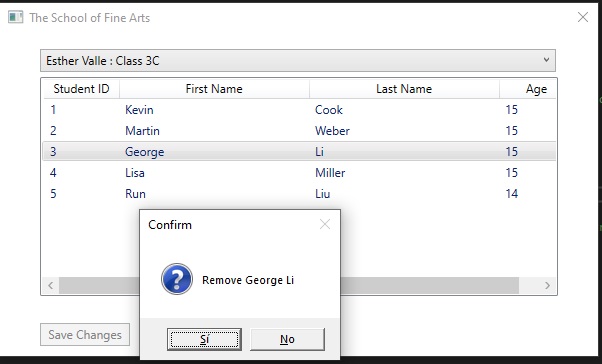 The School of Fine Arts
Esther Valle : Class 3C
Student ID First Name Last Name Age
1 Kevin Cook 15
2 Martin Weber 15
3 George Li 15
4 Lisa Miller 15
5 Run Liu 14
Confirm
Remove George Li
Sí No
Save Changes